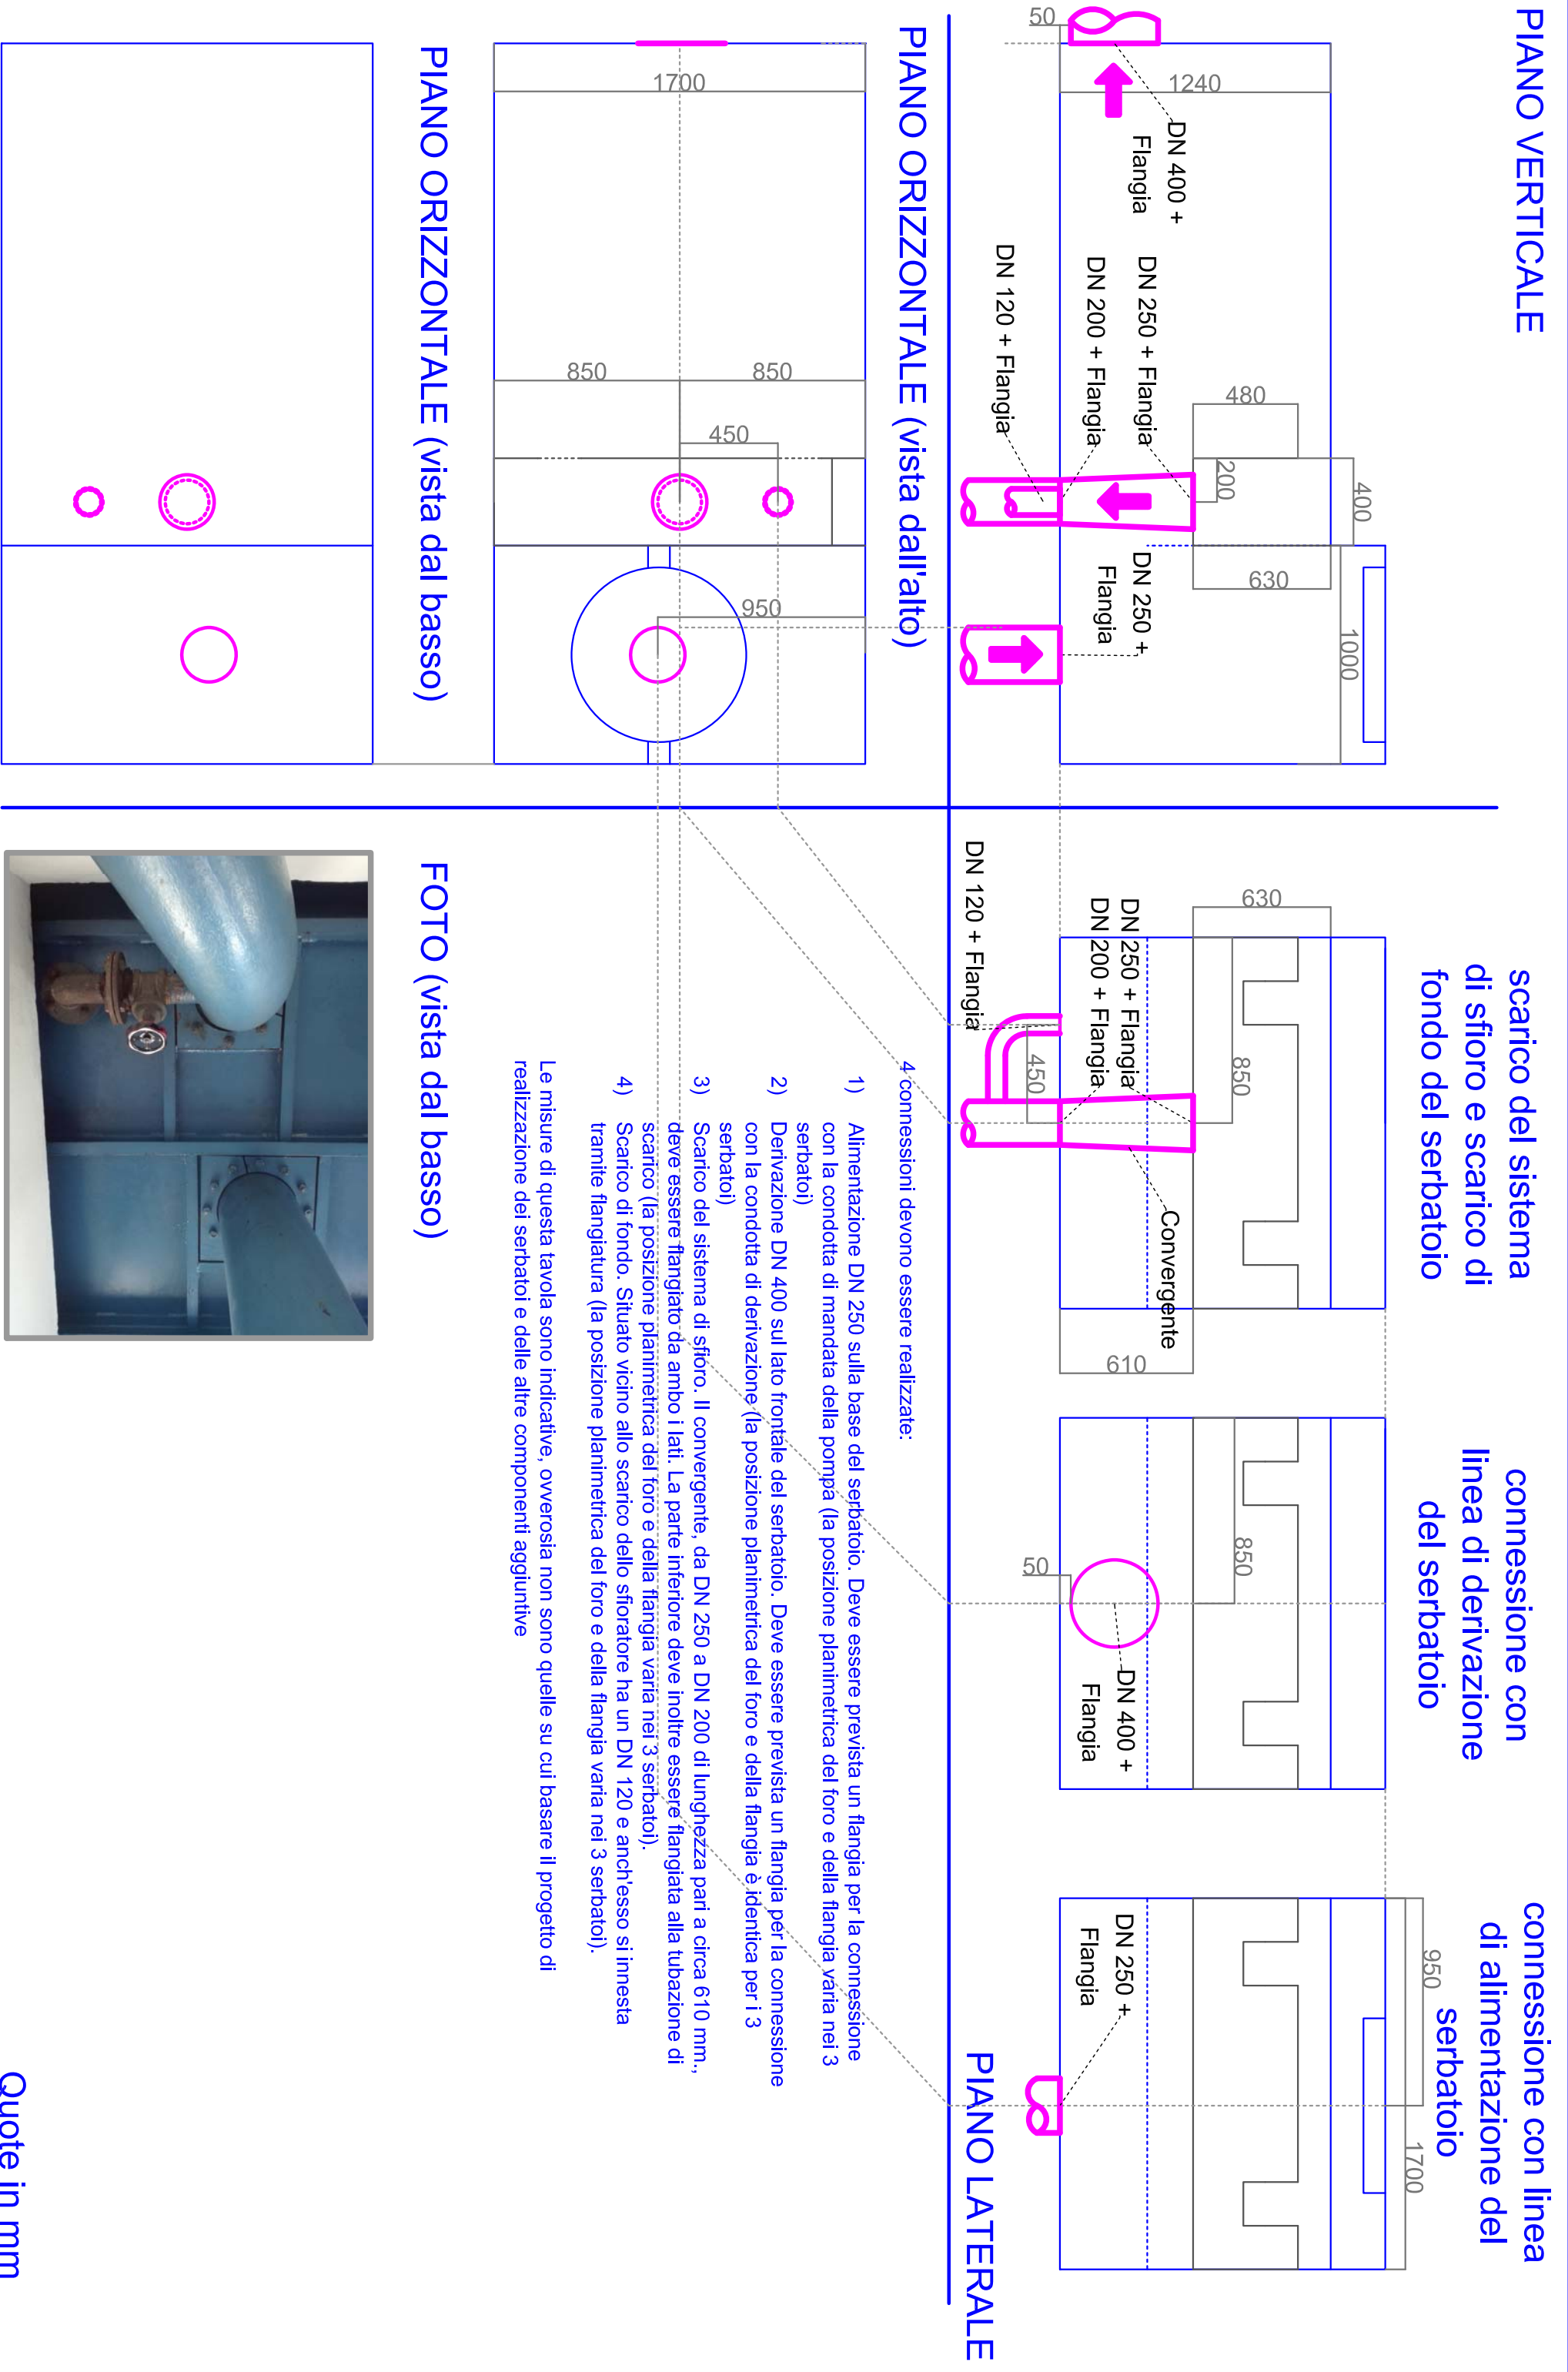 PIANO VERTICALE
50
1240
DN 400 +
Flangia
DN 250 + Flangia
DN 200 + Flangia
DN 120 + Flangia
480
200
400
630
1000
DN 250 +
Flangia
scarico del sistema
di sfioro e scarico di
fondo del serbatoio
630
DN 250 + Flangia
DN 200 + Flangia
DN 120 + Flangia
850
450
Convergente
610
connessione con
linea di derivazione
del serbatoio
850
50
DN 400 +
Flangia
connessione con linea
di alimentazione del
serbatoio
950
1700
DN 250 +
Flangia
PIANO LATERALE
PIANO ORIZZONTALE (vista dall'alto)
1700
850
850
450
950
4 connessioni devono essere realizzate:
1) Alimentazione DN 250 sulla base del serbatoio. Deve essere prevista un flangia per la connessione
con la condotta di mandata della pompa (la posizione planimetrica del foro e della flangia varia nei 3
serbatoi)
2) Derivazione DN 400 sul lato frontale del serbatoio. Deve essere prevista un flangia per la connessione
con la condotta di derivazione (la posizione planimetrica del foro e della flangia è identica per i 3
serbatoi)
3) Scarico del sistema di sfioro. Il convergente, da DN 250 a DN 200 di lunghezza pari a circa 610 mm.,
deve essere flangiato da ambo i lati. La parte inferiore deve inoltre essere flangiata alla tubazione di
scarico (la posizione planimetrica del foro e della flangia varia nei 3 serbatoi).
4) Scarico di fondo. Situato vicino allo scarico dello sfioratore ha un DN 120 e anch'esso si innesta
tramite flangiatura (la posizione planimetrica del foro e della flangia varia nei 3 serbatoi).
Le misure di questa tavola sono indicative, ovverosia non sono quelle su cui basare il progetto di
realizzazione dei serbatoi e delle altre componenti aggiuntive
PIANO ORIZZONTALE (vista dal basso)
FOTO (vista dal basso)
Quote in mm